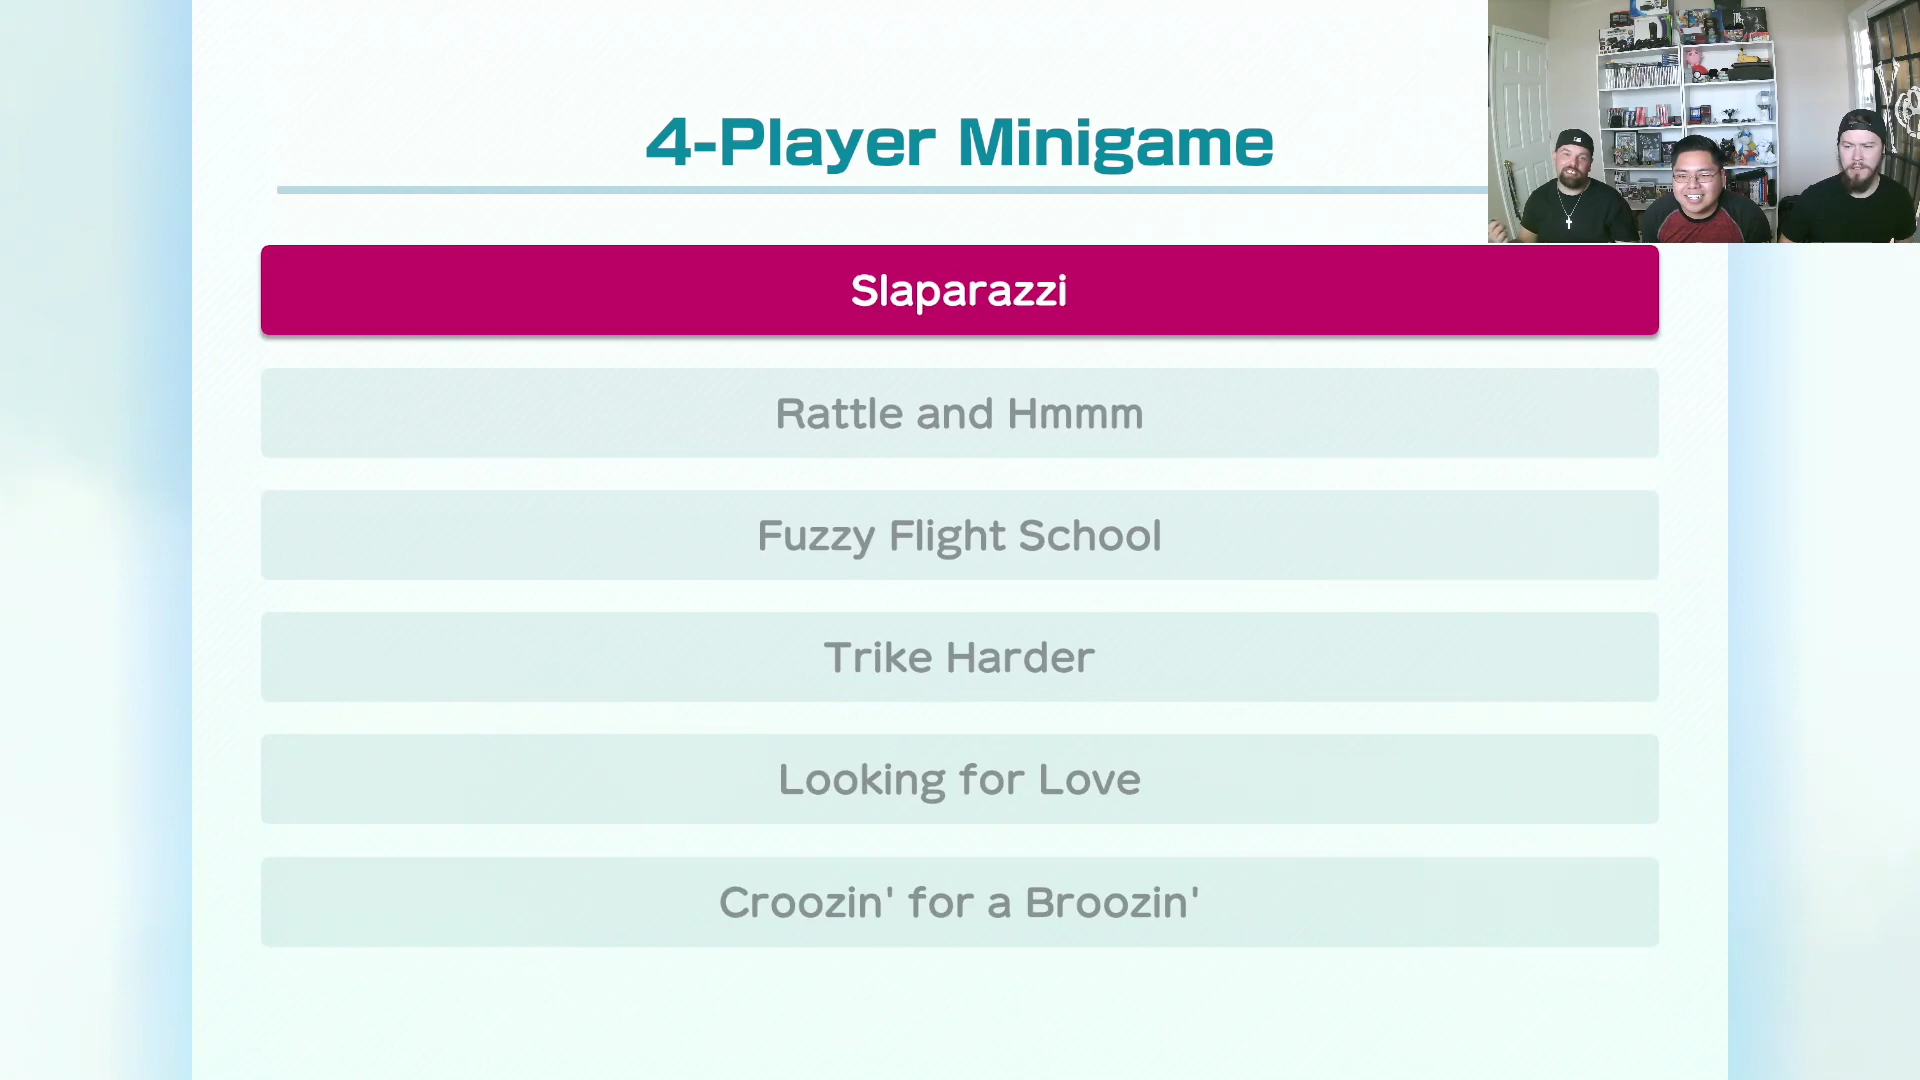 4-Player Minigame
Slaparazzi
Rattle and Hmmm
Fuzzy Flight School
Trike Harder
Looking for Love
Croozin' for a Broozin'